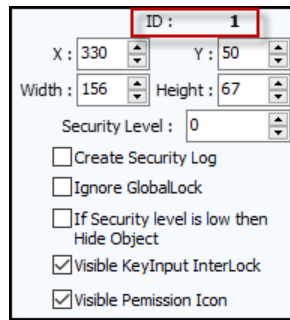 ID : 1
X : 330 Y : 50
Width : 156 Height : 67
Security Level : 0
Create Security Log
Ignore GlobalLock
If Security level is low then
Hide Object
Visible KeyInput InterLock
Visible Pemission Icon